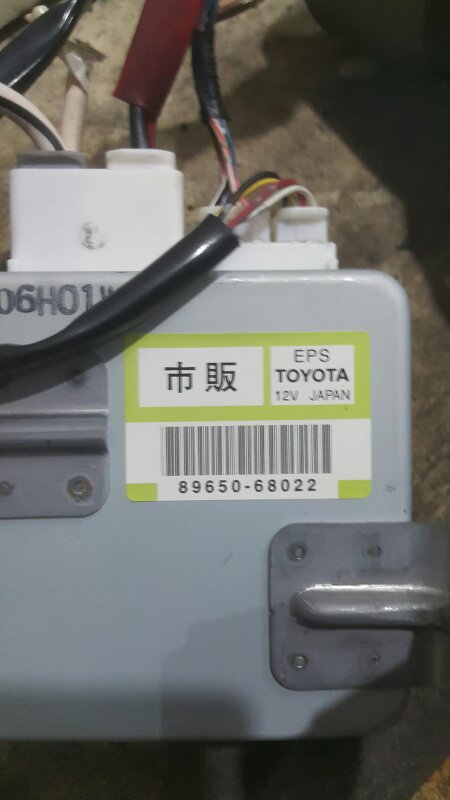 06H01
市販
EPS
TOYOTA
12V JAPAN
89650-68022